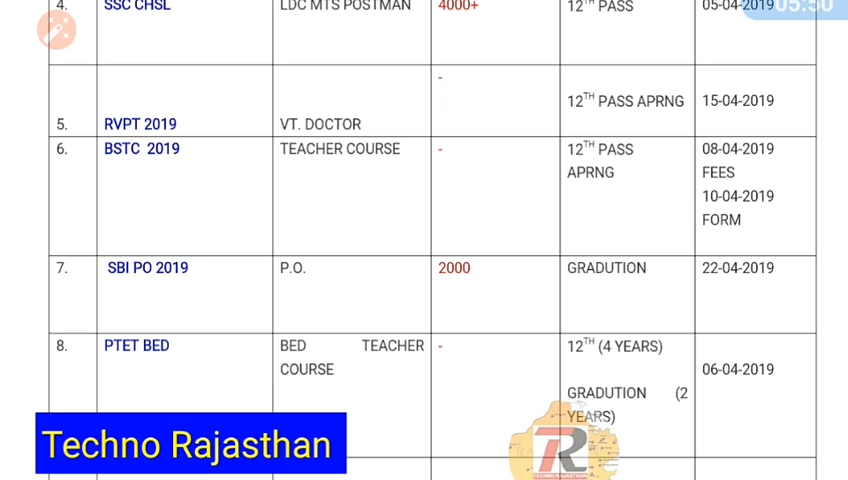 4. SSC CHSL LDC MTS POSTMAN 4000+ 12TH PASS 05-04-2019
05:50
-
12TH PASS APRNG 15-04-2019
5. RVPT 2019 VT. DOCTOR
6. BSTC 2019 TEACHER COURSE - 12TH PASS 08-04-2019
APRNG FEES
10-04-2019
FORM
7. SBI PO 2019 P.O. 2000 GRADUTION 22-04-2019
8. PTET BED BED TEACHER - 12TH (4 YEARS)
COURSE 06-04-2019
GRADUTION (2
YEARS)
Techno Rajasthan
TR